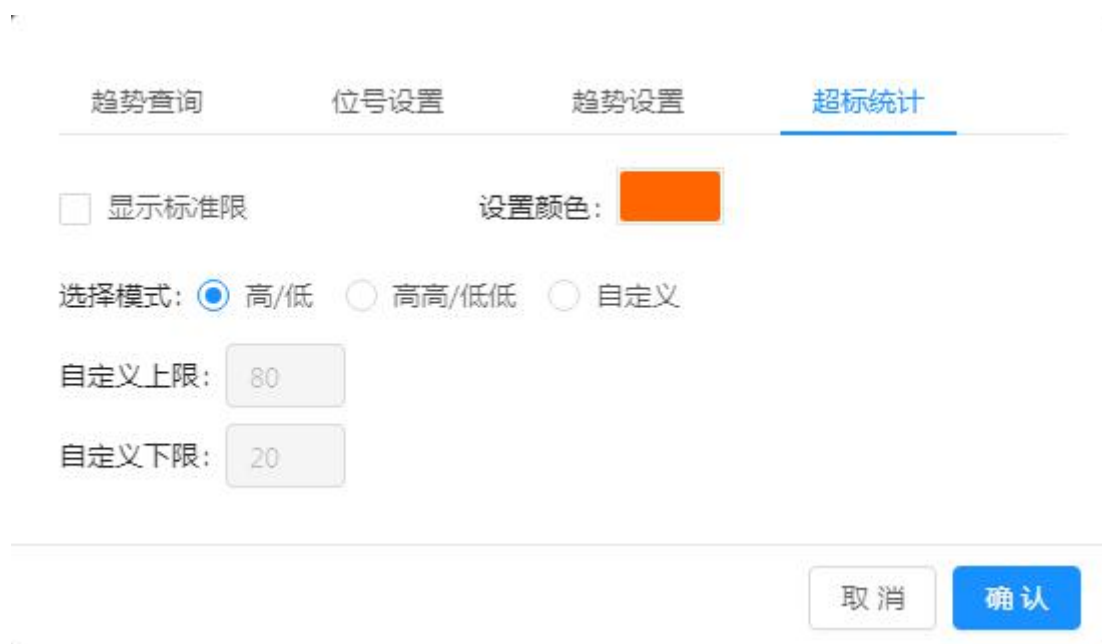 趋势查询 位号设置 趋势设置 超标统计
显示标准限 设置颜色:
选择模式: 高/低 高高/低低 自定义
自定义上限: 80
自定义下限: 20
取 消 确 认